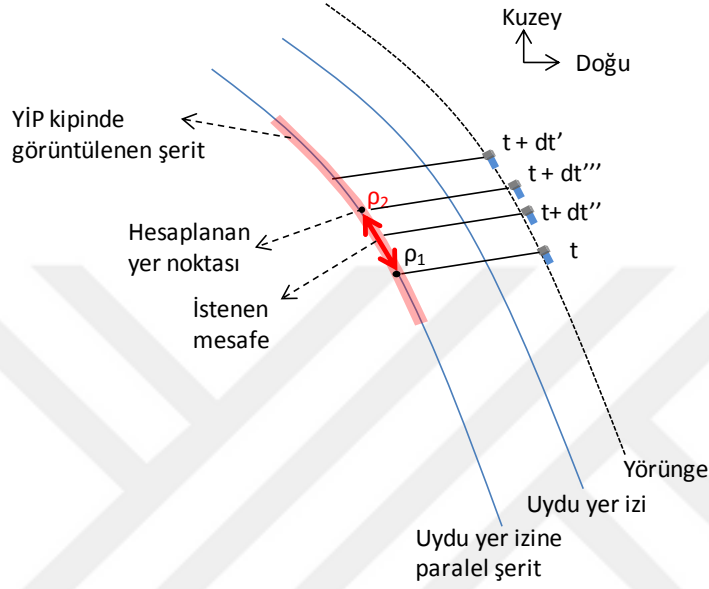 Kuzey
Doğu
YİP kipinde
görüntülenen şerit
t + dt'
t + dt'''
t+ dt''
t
ρ2
Hesaplanan
yer noktası
ρ1
İstenen
mesafe
Yörünge
Uydu yer izi
Uydu yer izine
paralel şerit